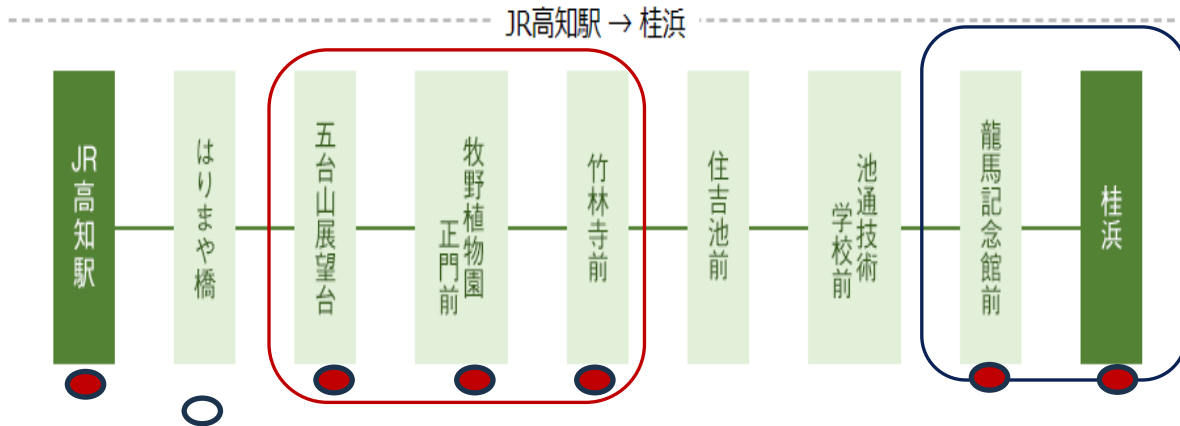 JR高知駅 → 桂浜
JR高知駅
はりまや橋
五台山展望台
牧野植物園
正門前
竹林寺前
住吉池前
池通技術
学校前
龍馬記念館前
桂浜